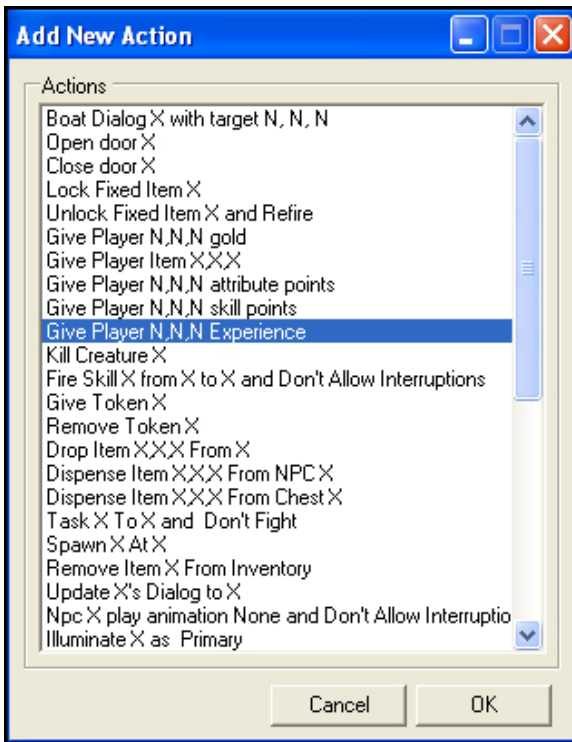 Add New Action
Actions
Boat Dialog X with target N, N, N
Open door X
Close door X
Lock Fixed Item X
Unlock Fixed Item X and Refire
Give Player N,N,N gold
Give Player Item X,X,X
Give Player N,N,N attribute points
Give Player N,N,N skill points
Give Player N,N,N Experience
Kill Creature X
Fire Skill X from X to X and Don't Allow Interruptions
Give Token X
Remove Token X
Drop Item X,X,X From X
Dispense Item X,X,X From NPC X
Dispense Item X,X,X From Chest X
Task X To X and  Don't Fight
Spawn X At X
Remove Item X From Inventory
Update X's Dialog to X
Npc X play animation None and Don't Allow Interruptio
Illuminate X as  Primary
Cancel
OK